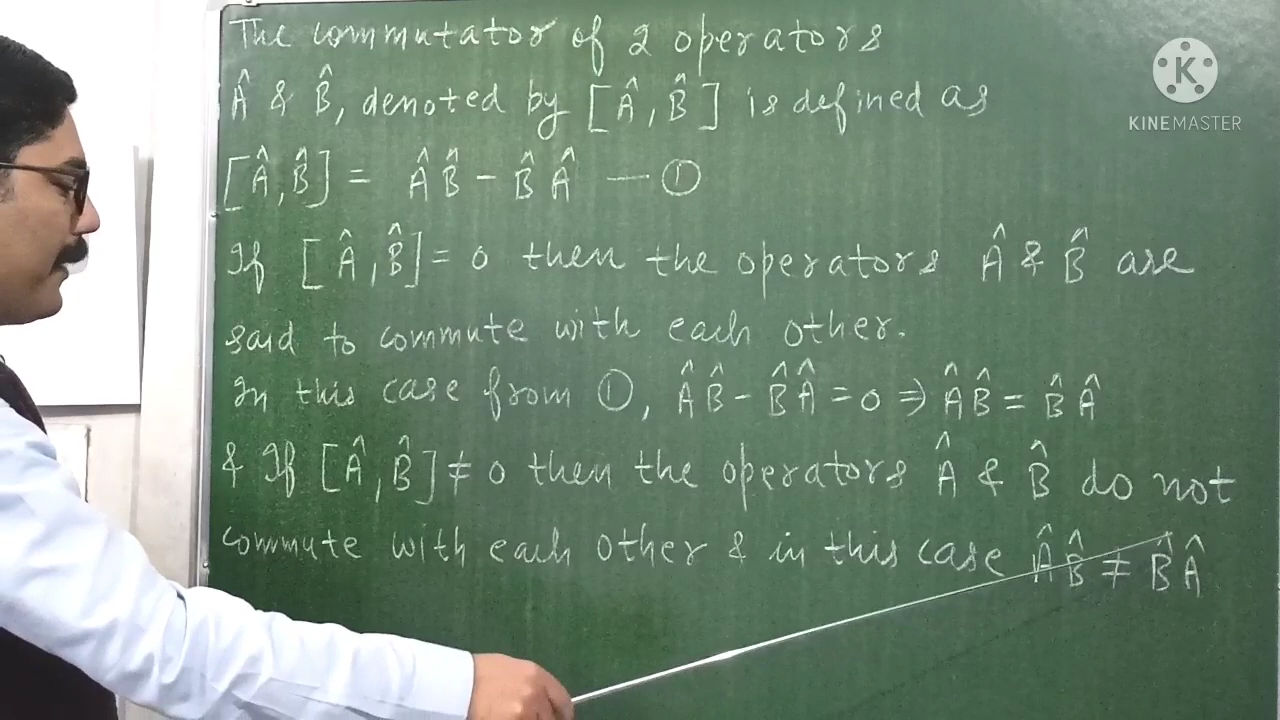 The commutator of 2 operators
Â & B̂, denoted by [Â, B̂] is defined as
[Â, B̂] = Â B̂ - B̂ Â — ①
If [Â, B̂] = 0 then the operators Â & B̂ are
said to commute with each other.
In this case from ①, Â B̂ - B̂ Â = 0 ⇒ Â B̂ = B̂ Â
& If [Â, B̂] ≠ 0 then the operators Â & B̂ do not
commute with each other & in this case Â B̂ ≠ B̂ Â
K
KINEMASTER